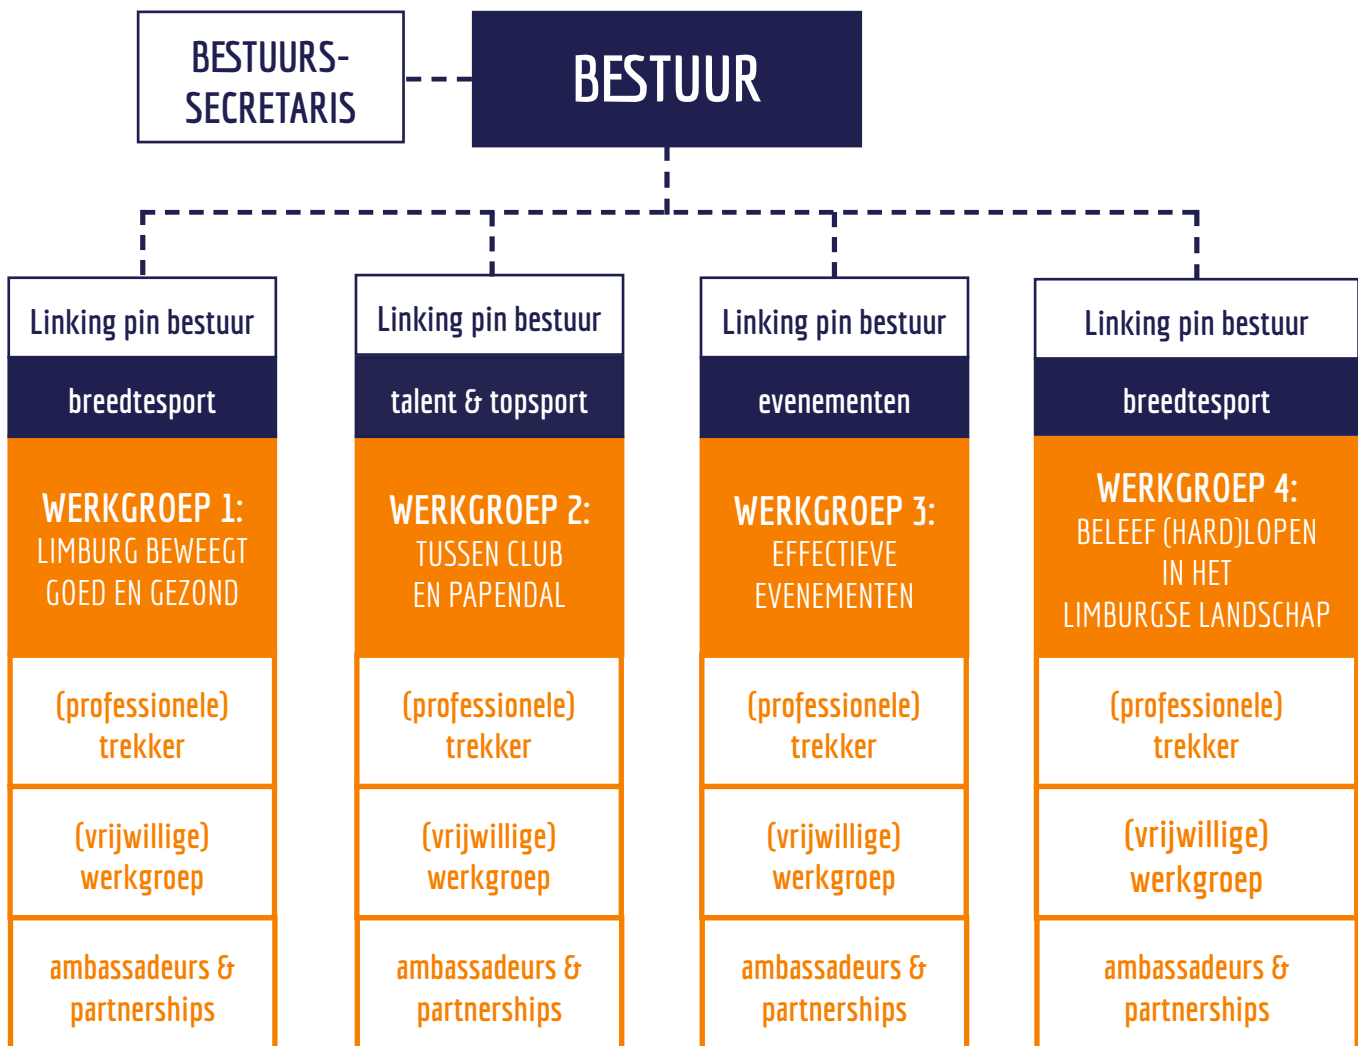 BESTUURS-
SECRETARIS
BESTUUR
Linking pin bestuur
breedtesport
WERKGROEP 1:
LIMBURG BEWEEGT
GOED EN GEZOND
(professionele)
trekker
(vrijwillige)
werkgroep
ambassadeurs &
partnerships
Linking pin bestuur
talent & topsport
WERKGROEP 2:
TUSSEN CLUB
EN PAPENDAL
(professionele)
trekker
(vrijwillige)
werkgroep
ambassadeurs &
partnerships
Linking pin bestuur
evenementen
WERKGROEP 3:
EFFECTIEVE
EVENEMENTEN
(professionele)
trekker
(vrijwillige)
werkgroep
ambassadeurs &
partnerships
Linking pin bestuur
breedtesport
WERKGROEP 4:
BELEEF (HARD)LOPEN
IN HET
LIMBURGSE LANDSCHAP
(professionele)
trekker
(vrijwillige)
werkgroep
ambassadeurs &
partnerships